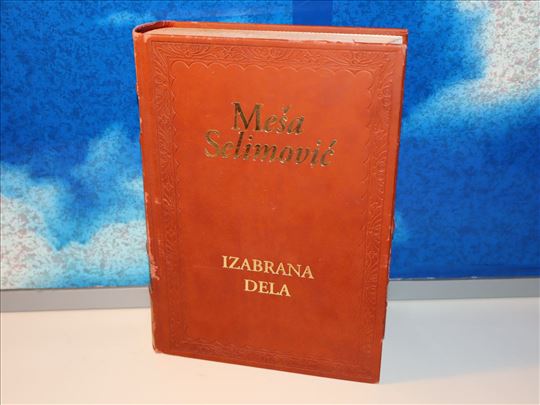 Meša
Selimović
IZABRANA
DELA